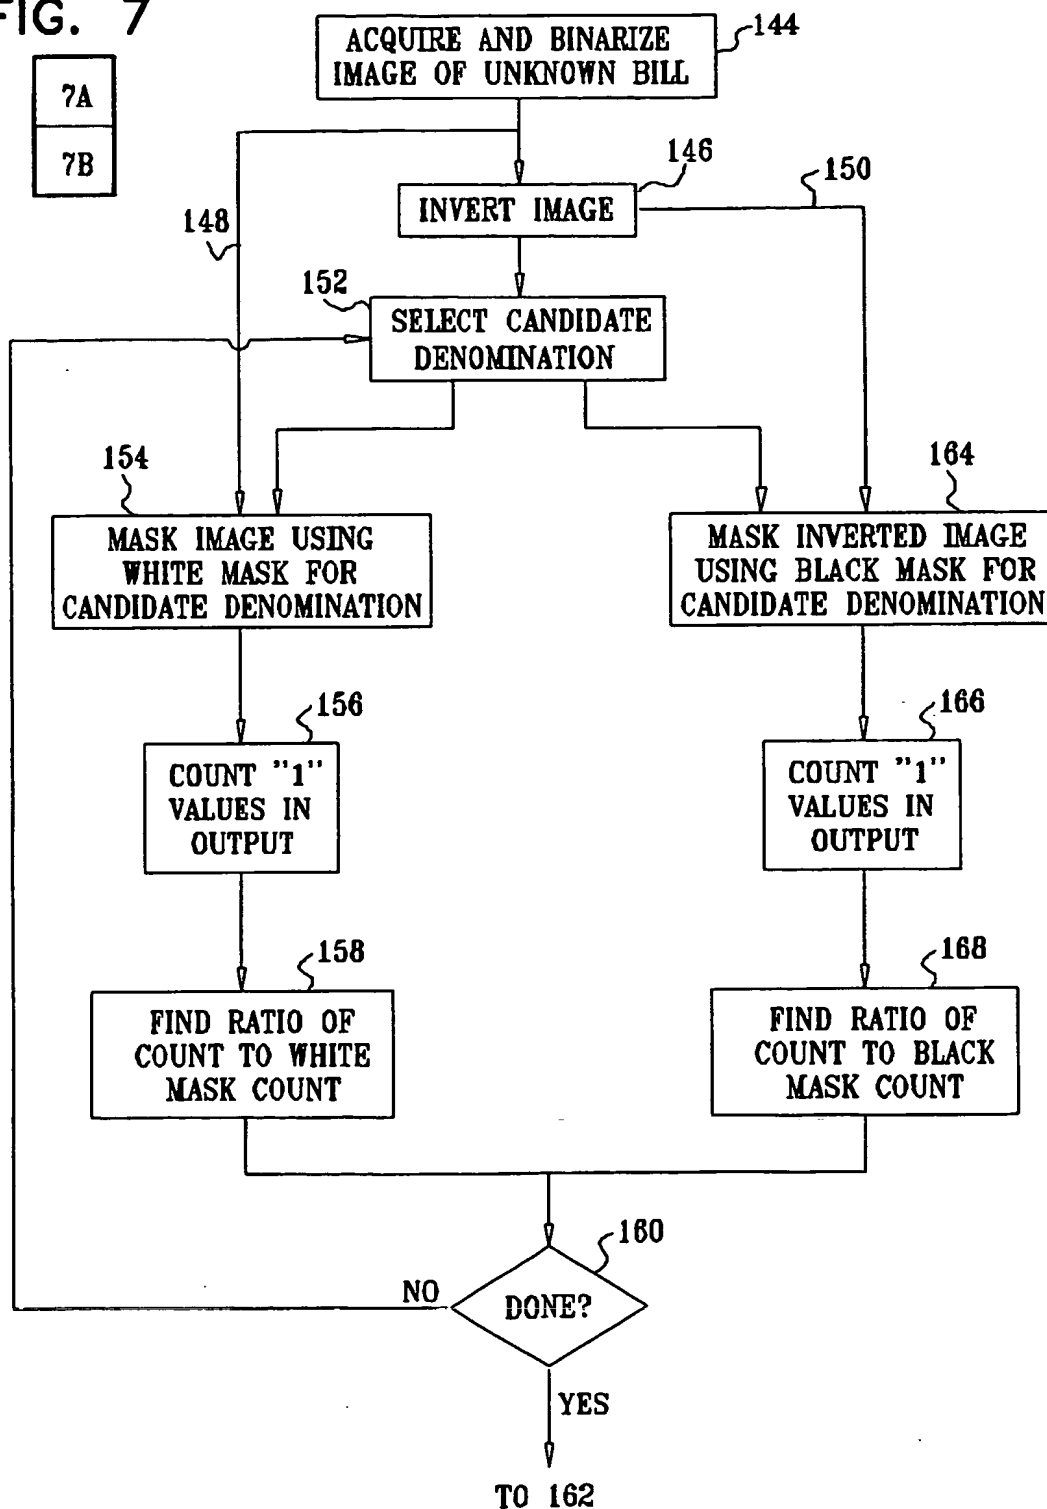 FIG. 7
7A
7B
ACQUIRE AND BINARIZE
IMAGE OF UNKNOWN BILL
144
146
INVERT IMAGE
150
148
152
SELECT CANDIDATE
DENOMINATION
154
MASK IMAGE USING
WHITE MASK FOR
CANDIDATE DENOMINATION
164
MASK INVERTED IMAGE
USING BLACK MASK FOR
CANDIDATE DENOMINATION
156
COUNT "1"
VALUES IN
OUTPUT
166
COUNT "1"
VALUES IN
OUTPUT
158
FIND RATIO OF
COUNT TO WHITE
MASK COUNT
168
FIND RATIO OF
COUNT TO BLACK
MASK COUNT
160
DONE?
NO
YES
TO 162